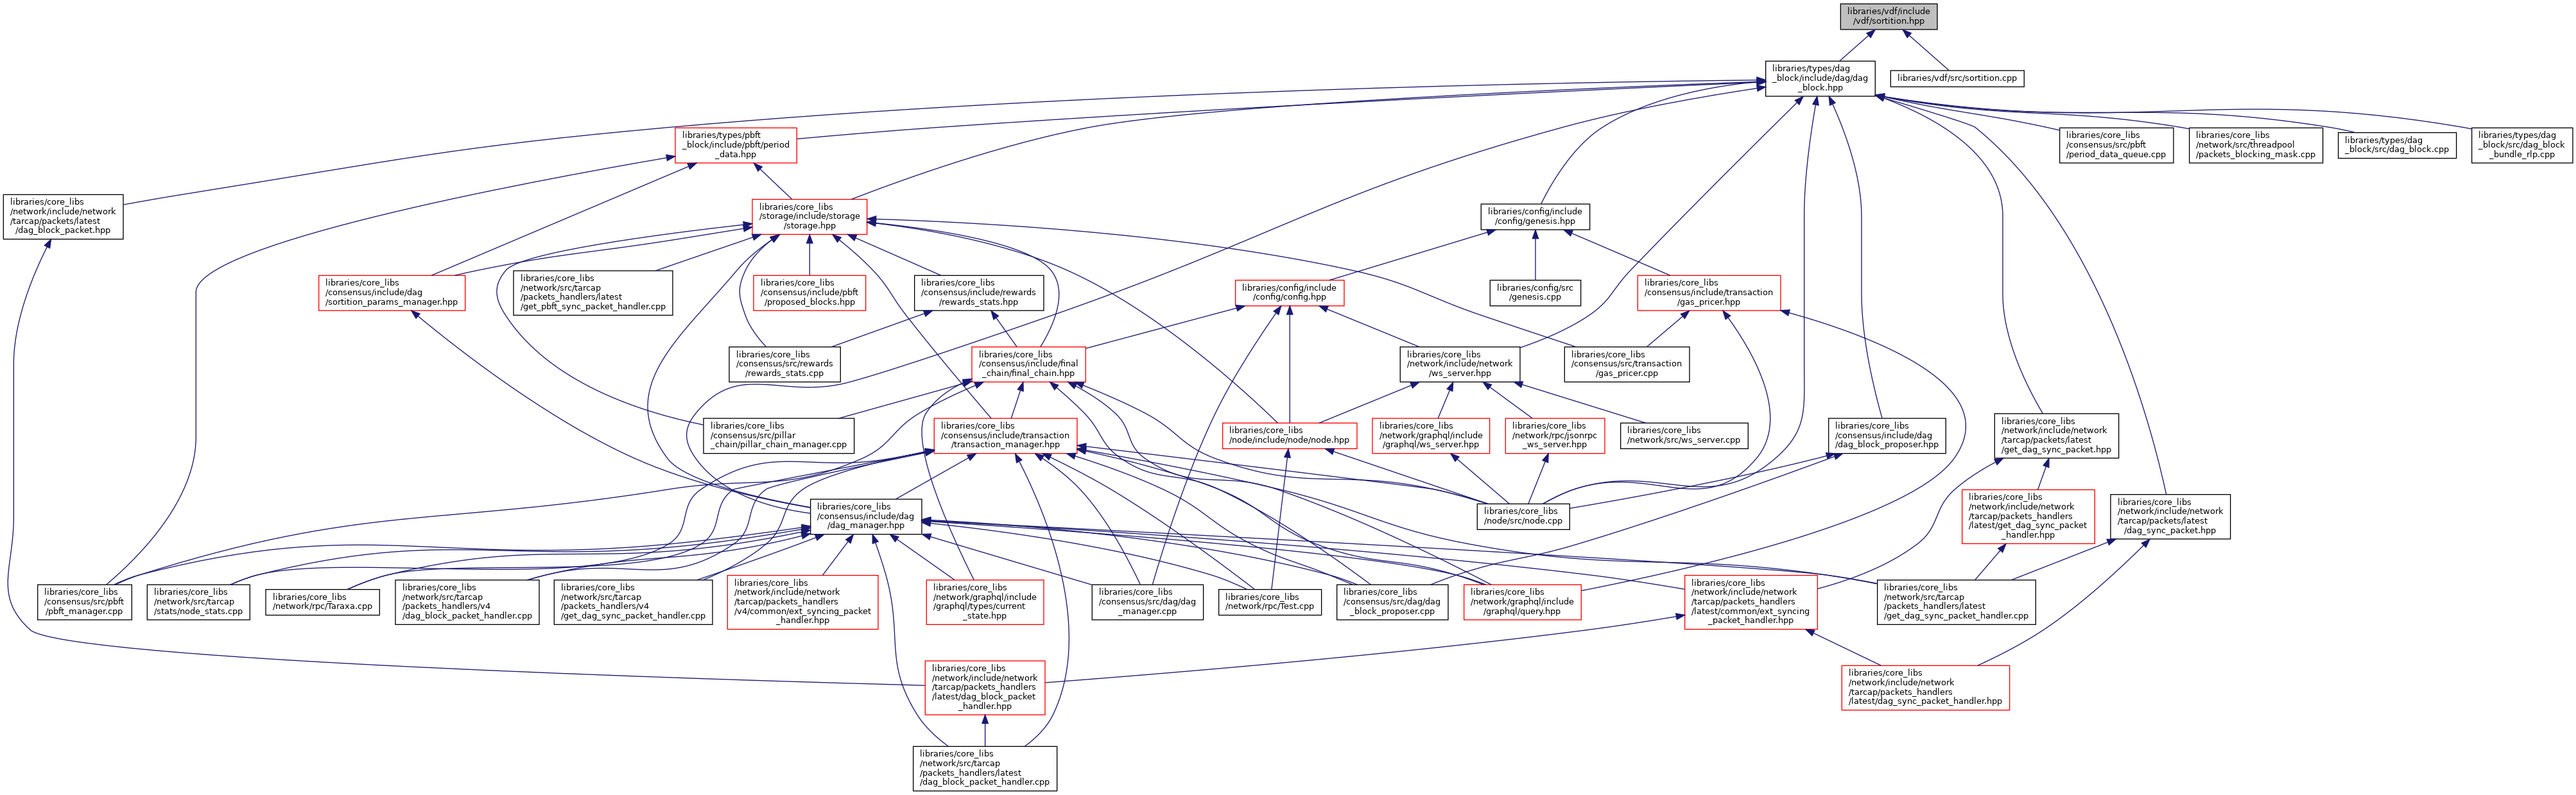 libraries/vdf/include
/vdf/sortition.hpp
libraries/types/dag
_block/include/dag/dag
_block.hpp
libraries/vdf/src/sortition.cpp
libraries/types/pbft
_block/include/pbft/period
_data.hpp
libraries/core_libs
/consensus/src/pbft
/period_data_queue.cpp
libraries/core_libs
/network/src/threadpool
/packets_blocking_mask.cpp
libraries/types/dag
_block/src/dag_block.cpp
libraries/types/dag
_block/src/dag_block
_bundle_rlp.cpp
libraries/core_libs
/network/include/network
/tarcap/packets/latest
/dag_block_packet.hpp
libraries/core_libs
/storage/include/storage
/storage.hpp
libraries/config/include
/config/genesis.hpp
libraries/core_libs
/consensus/include/dag
/sortition_params_manager.hpp
libraries/core_libs
/network/src/tarcap
/packets_handlers/latest
/get_pbft_sync_packet_handler.cpp
libraries/core_libs
/consensus/include/pbft
/proposed_blocks.hpp
libraries/core_libs
/consensus/include/rewards
/rewards_stats.hpp
libraries/config/include
/config/config.hpp
libraries/config/src
/genesis.cpp
libraries/core_libs
/consensus/include/transaction
/gas_pricer.hpp
libraries/core_libs
/consensus/src/rewards
/rewards_stats.cpp
libraries/core_libs
/consensus/include/final
_chain/final_chain.hpp
libraries/core_libs
/network/include/network
/ws_server.hpp
libraries/core_libs
/consensus/src/transaction
/gas_pricer.cpp
libraries/core_libs
/consensus/src/pillar
_chain/pillar_chain_manager.cpp
libraries/core_libs
/consensus/include/transaction
/transaction_manager.hpp
libraries/core_libs
/node/include/node/node.hpp
libraries/core_libs
/network/graphql/include
/graphql/ws_server.hpp
libraries/core_libs
/network/rpc/jsonrpc
_ws_server.hpp
libraries/core_libs
/network/src/ws_server.cpp
libraries/core_libs
/consensus/include/dag
/dag_block_proposer.hpp
libraries/core_libs
/network/include/network
/tarcap/packets/latest
/get_dag_sync_packet.hpp
libraries/core_libs
/consensus/include/dag
/dag_manager.hpp
libraries/core_libs
/node/src/node.cpp
libraries/core_libs
/network/include/network
/tarcap/packets_handlers
/latest/get_dag_sync_packet
_handler.hpp
libraries/core_libs
/network/include/network
/tarcap/packets/latest
/dag_sync_packet.hpp
libraries/core_libs
/consensus/src/pbft
/pbft_manager.cpp
libraries/core_libs
/network/src/tarcap
/stats/node_stats.cpp
libraries/core_libs
/network/rpc/Taraxa.cpp
libraries/core_libs
/network/src/tarcap
/packets_handlers/v4
/dag_block_packet_handler.cpp
libraries/core_libs
/network/src/tarcap
/packets_handlers/v4
/get_dag_sync_packet_handler.cpp
libraries/core_libs
/network/include/network
/tarcap/packets_handlers
/v4/common/ext_syncing_packet
_handler.hpp
libraries/core_libs
/network/graphql/include
/graphql/types/current
_state.hpp
libraries/core_libs
/consensus/src/dag/dag
_manager.cpp
libraries/core_libs
/network/rpc/Test.cpp
libraries/core_libs
/consensus/src/dag/dag
_block_proposer.cpp
libraries/core_libs
/network/graphql/include
/graphql/query.hpp
libraries/core_libs
/network/include/network
/tarcap/packets_handlers
/latest/common/ext_syncing
_packet_handler.hpp
libraries/core_libs
/network/src/tarcap
/packets_handlers/latest
/get_dag_sync_packet_handler.cpp
libraries/core_libs
/network/include/network
/tarcap/packets_handlers
/latest/dag_block_packet
_handler.hpp
libraries/core_libs
/network/include/network
/tarcap/packets_handlers
/latest/dag_sync_packet_handler.hpp
libraries/core_libs
/network/src/tarcap
/packets_handlers/latest
/dag_block_packet_handler.cpp